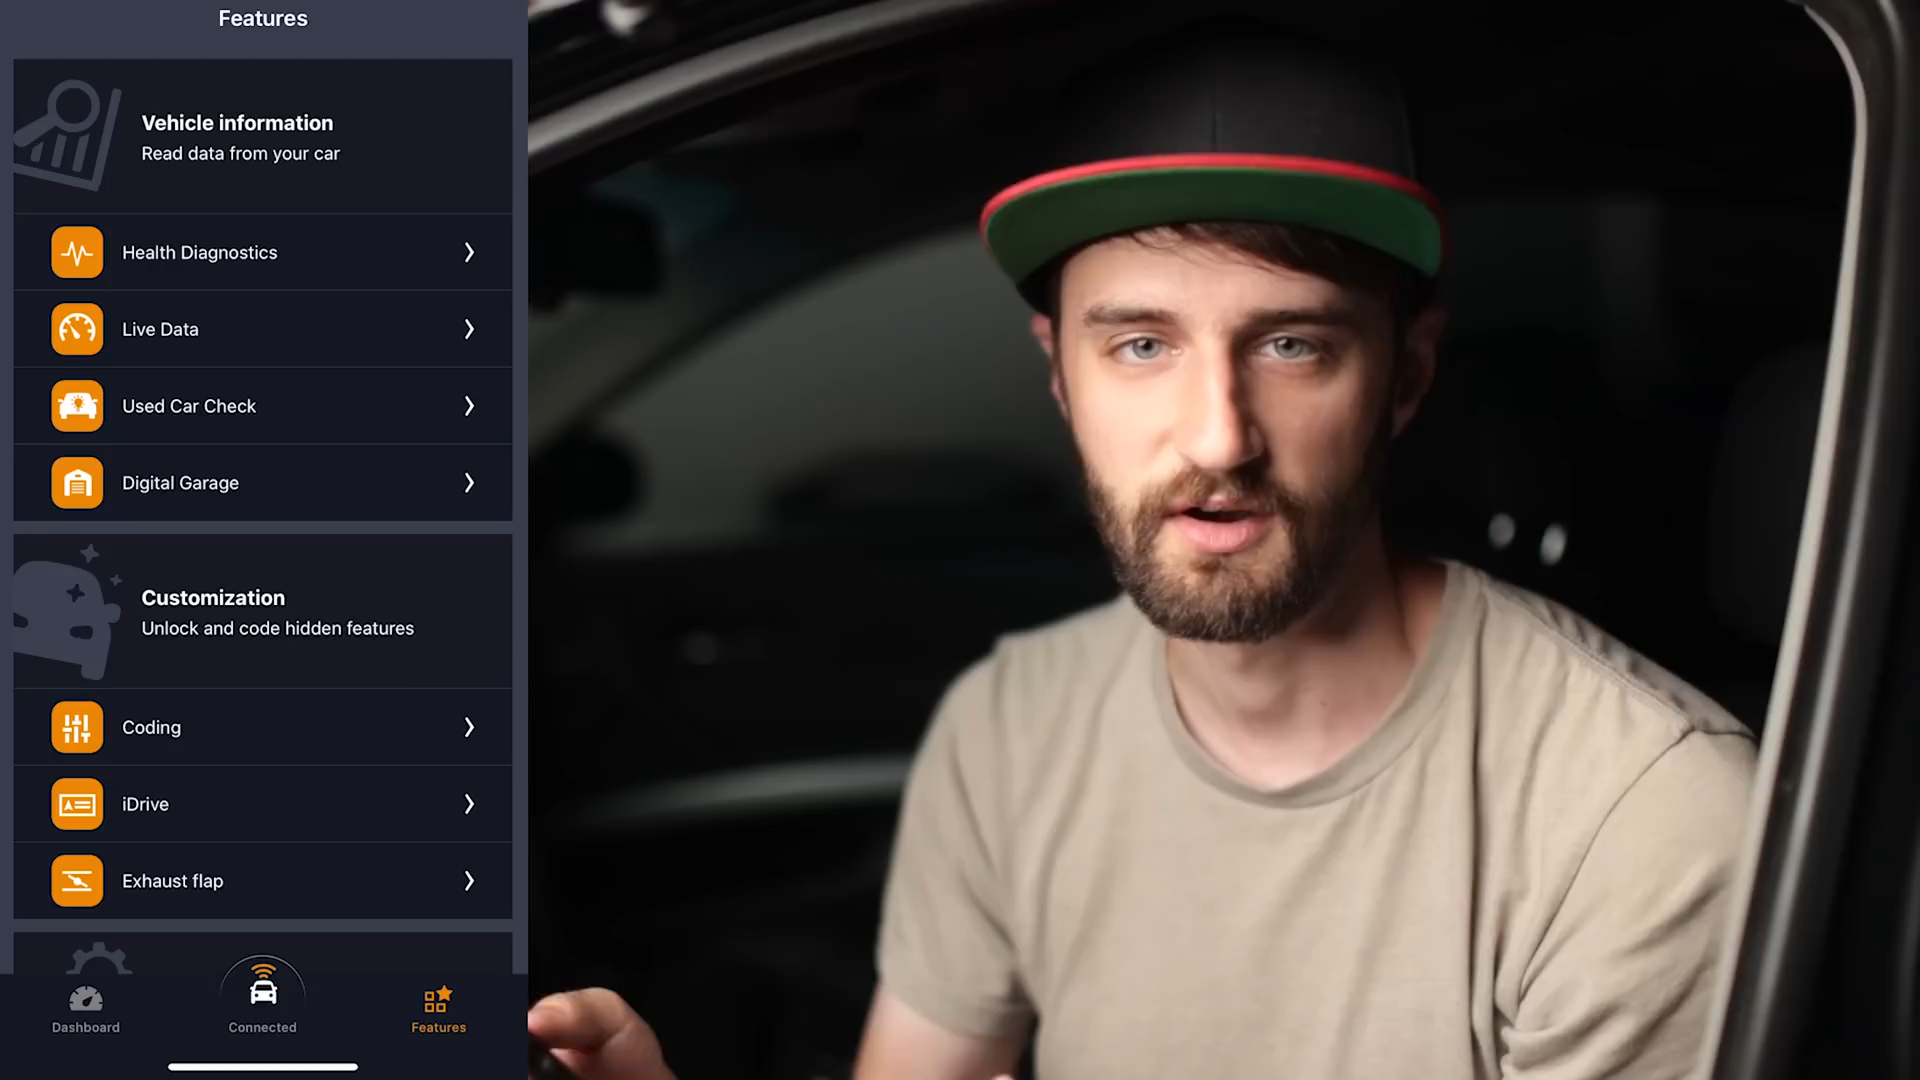 Features
Vehicle information
Read data from your car
Health Diagnostics
Live Data
Used Car Check
Digital Garage
Customization
Unlock and code hidden features
Coding
iDrive
Exhaust flap
Dashboard
Connected
Features